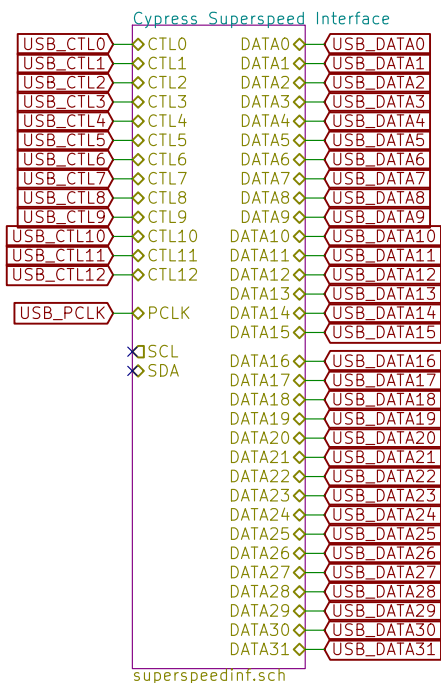 Cypress Superspeed Interface
USB_CTL0 CTL0 DATA0 USB_DATA0
USB_CTL1 CTL1 DATA1 USB_DATA1
USB_CTL2 CTL2 DATA2 USB_DATA2
USB_CTL3 CTL3 DATA3 USB_DATA3
USB_CTL4 CTL4 DATA4 USB_DATA4
USB_CTL5 CTL5 DATA5 USB_DATA5
USB_CTL6 CTL6 DATA6 USB_DATA6
USB_CTL7 CTL7 DATA7 USB_DATA7
USB_CTL8 CTL8 DATA8 USB_DATA8
USB_CTL9 CTL9 DATA9 USB_DATA9
USB_CTL10 CTL10 DATA10 USB_DATA10
USB_CTL11 CTL11 DATA11 USB_DATA11
USB_CTL12 CTL12 DATA12 USB_DATA12
DATA13 USB_DATA13
USB_PCLK PCLK DATA14 USB_DATA14
DATA15 USB_DATA15
SCL
DATA16 USB_DATA16
SDA
DATA17 USB_DATA17
DATA18 USB_DATA18
DATA19 USB_DATA19
DATA20 USB_DATA20
DATA21 USB_DATA21
DATA22 USB_DATA22
DATA23 USB_DATA23
DATA24 USB_DATA24
DATA25 USB_DATA25
DATA26 USB_DATA26
DATA27 USB_DATA27
DATA28 USB_DATA28
DATA29 USB_DATA29
DATA30 USB_DATA30
DATA31 USB_DATA31
superspeedinf.sch